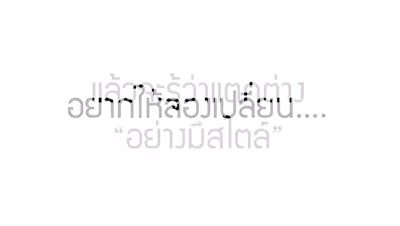 แล้วจะรู้ว่าแตกต่าง
อยากให้ลองเปลี่ยน....
“อย่างมีสไตล์”